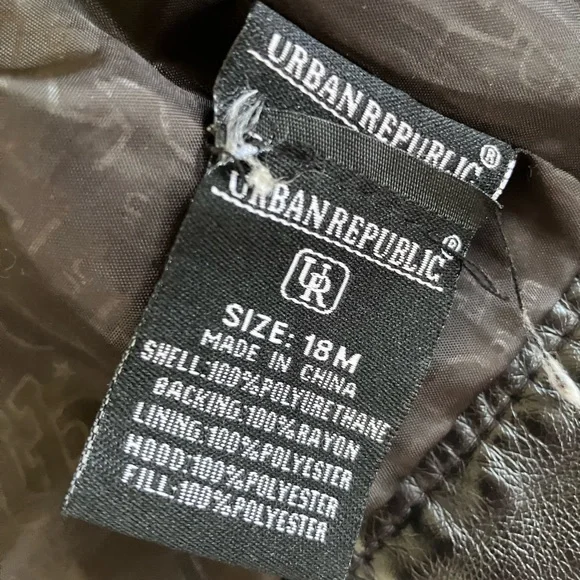 URBAN REPUBLIC®
URBAN REPUBLIC®
UR
SIZE: 18M
MADE IN CHINA
SHELL:100%POLYURETHANE
BACKING:100%RAYON
LINING:100%POLYESTER
HOOD:100%POLYESTER
FILL:100%POLYESTER